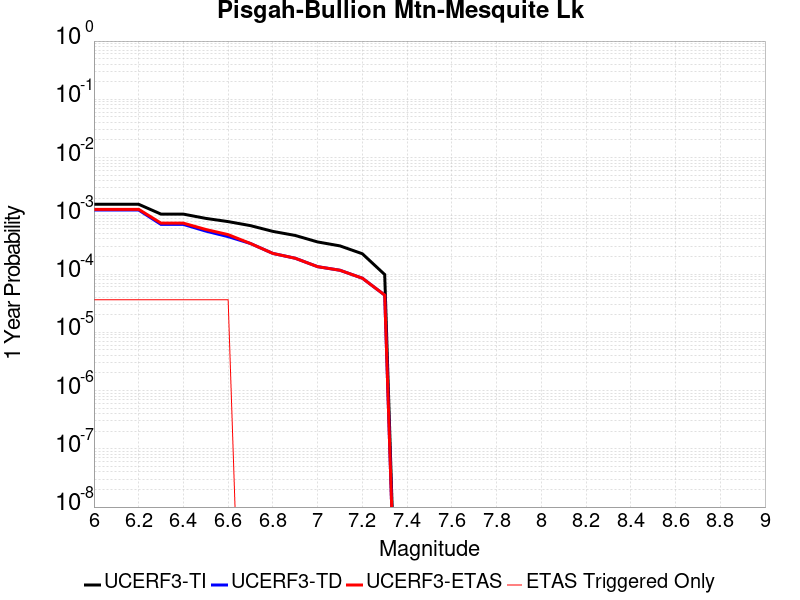 Pisgah-Bullion Mtn-Mesquite Lk
10^0
10^-1
10^-2
10^-3
10^-4
10^-5
10^-6
10^-7
10^-8
1 Year Probability
6 6.2 6.4 6.6 6.8 7 7.2 7.4 7.6 7.8 8 8.2 8.4 8.6 8.8 9
Magnitude
UCERF3-TI UCERF3-TD UCERF3-ETAS ETAS Triggered Only